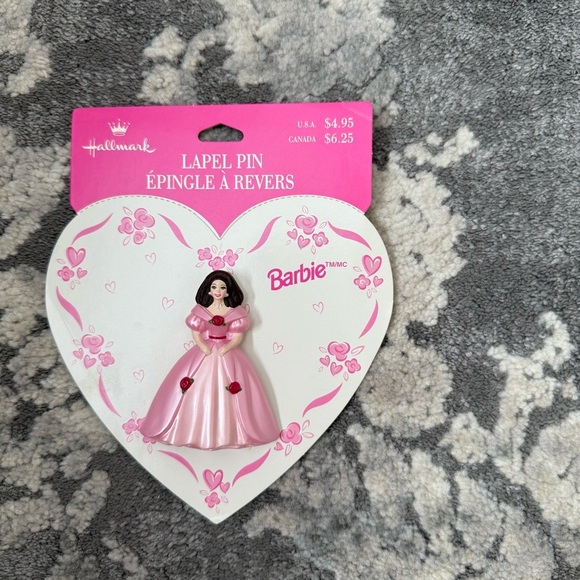 Hallmark
U.S.A. $4.95
CANADA $6.25
LAPEL PIN
ÉPINGLE À REVERS
Barbie TM/MC